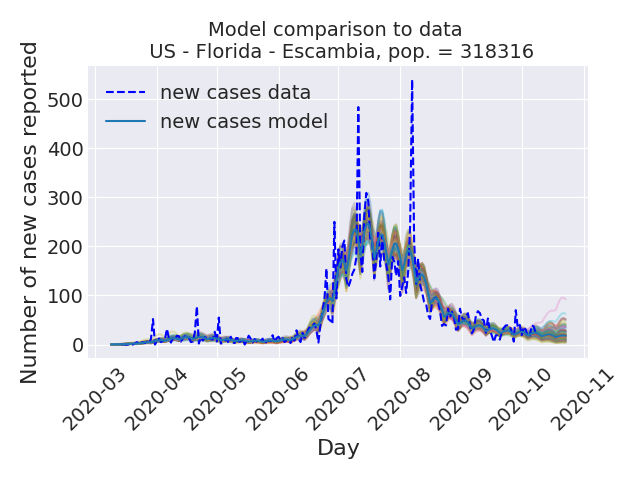 Model comparison to data
US - Florida - Escambia, pop. = 318316
Number of new cases reported
500
400
300
200
100
0
new cases data
new cases model
2020-03
2020-04
2020-05
2020-06
2020-07
2020-08
2020-09
2020-10
2020-11
Day